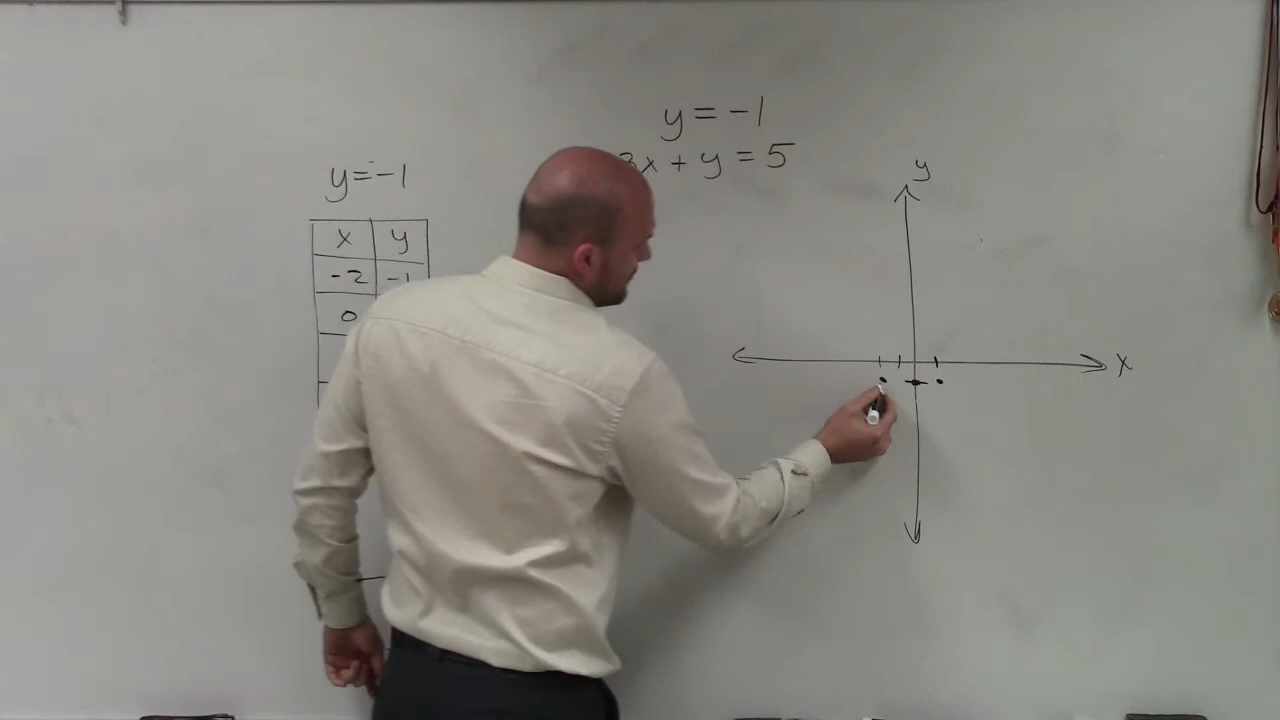 y = -1
x + y = 5
y = -1
x y
-2 -1
0
y
x